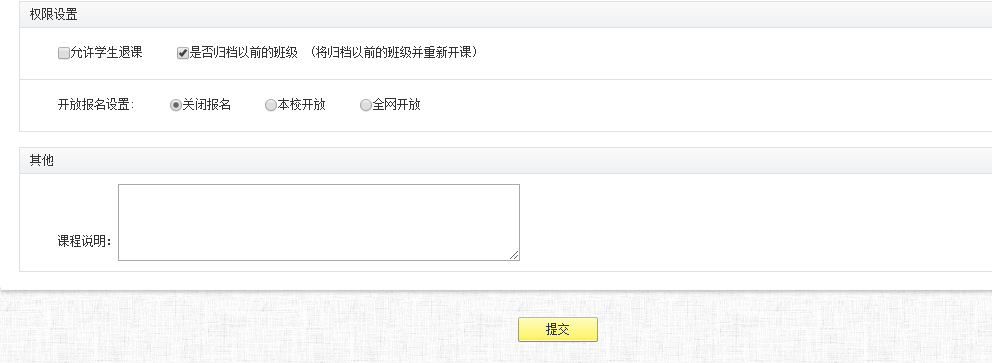 权限设置
允许学生退课 是否归档以前的班级 （将归档以前的班级并重新开课）
开放报名设置: 关闭报名 本校开放 全网开放
其他
课程说明：
提交